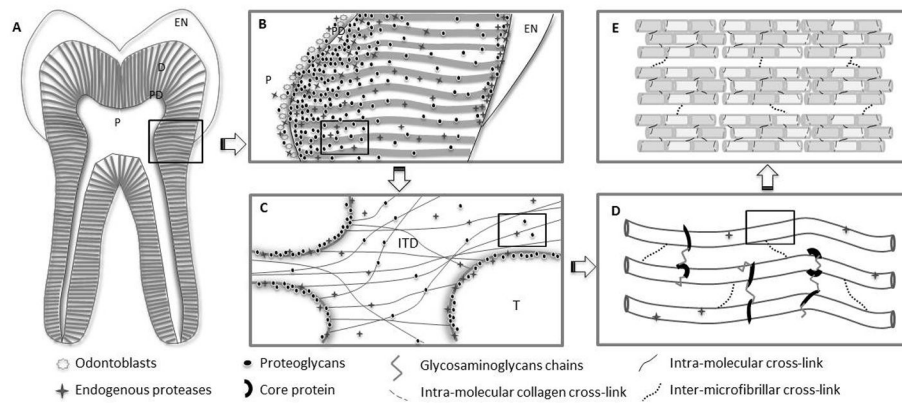 A
EN
D
PD
P
B
PD
EN
P
C
ITD
T
D
E
Odontoblasts
Proteoglycans
Glycosaminoglycans chains
Intra-molecular cross-link
Endogenous proteases
Core protein
Intra-molecular collagen cross-link
Inter-microfibrillar cross-link